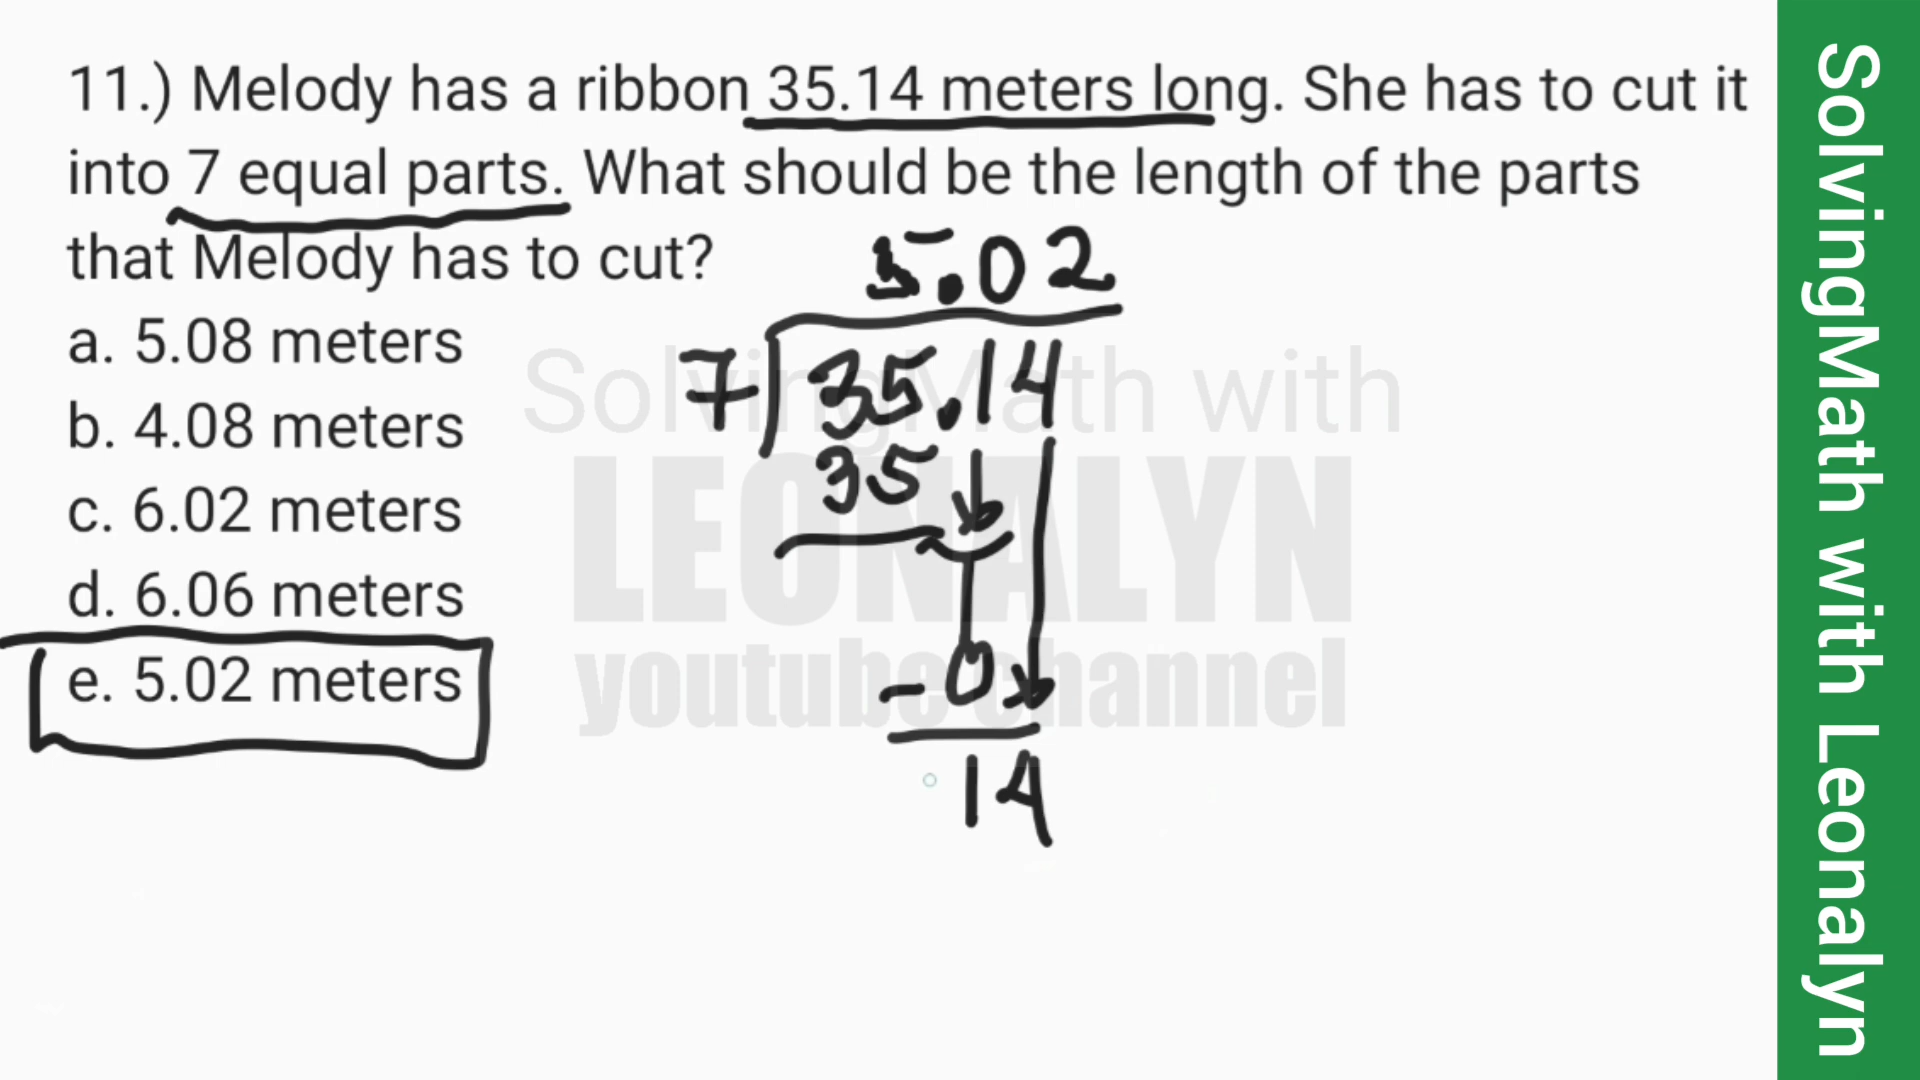 11.) Melody has a ribbon 35.14 meters long. She has to cut it
into 7 equal parts. What should be the length of the parts
that Melody has to cut?
a. 5.08 meters
b. 4.08 meters
c. 6.02 meters
d. 6.06 meters
e. 5.02 meters
5.02
7 35.14
35
1
- 0
14
SolvingMath with
LEONALYN
youtube channel
SolvingMath with Leonalyn